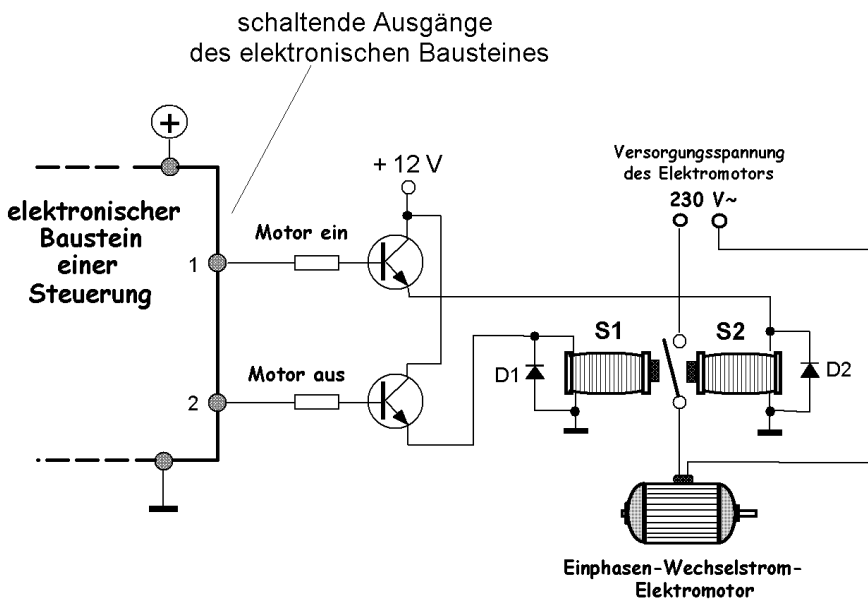 schaltende Ausgänge
des elektronischen Bausteines
+
+ 12 V
Versorgungsspannung
des Elektromotors
230 V~
elektronischer
Baustein
einer
Steuerung
1
Motor ein
S1
S2
D1
D2
Motor aus
2
Einphasen-Wechselstrom-
Elektromotor